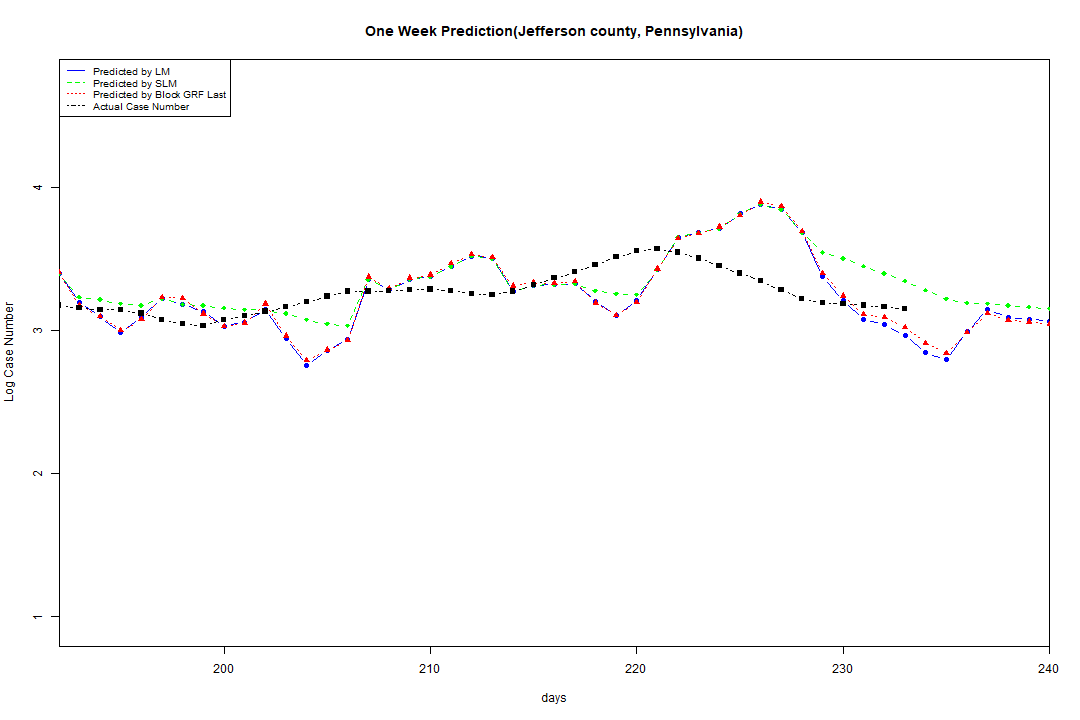 One Week Prediction(Jefferson county, Pennsylvania)
Predicted by LM
Predicted by SLM
Predicted by Block GRF Last
Actual Case Number
Log Case Number
4
3
2
1
200
210
220
230
240
days